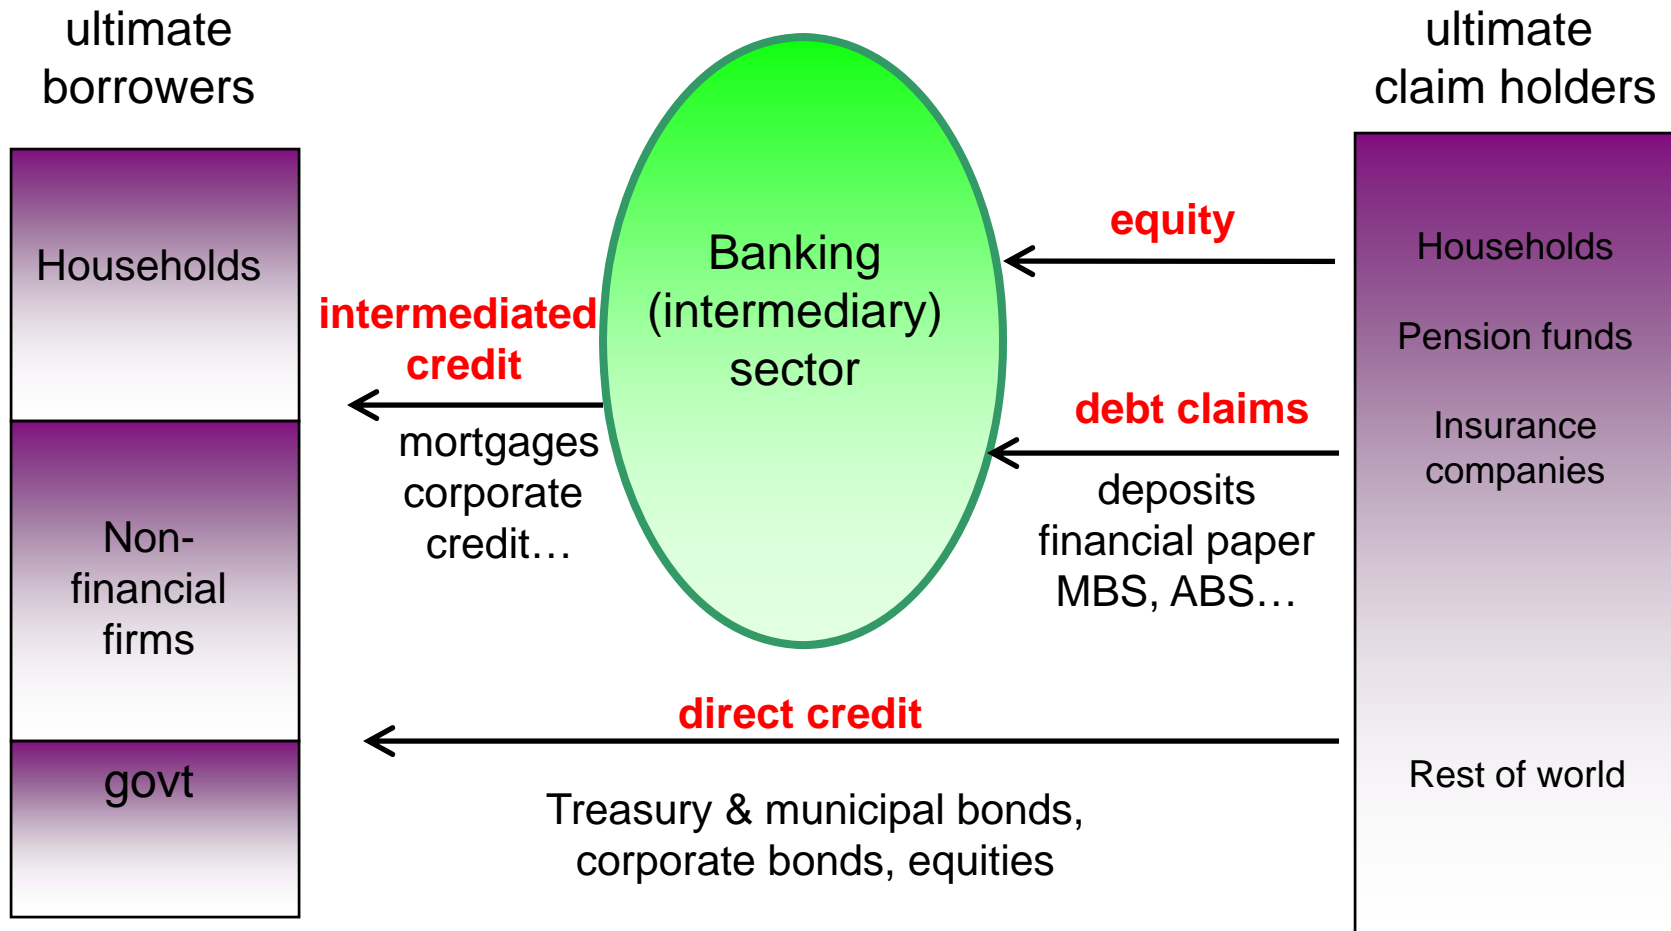 ultimate
borrowers
Households
Non-
financial
firms
govt
intermediated
credit
mortgages
corporate
credit…
Banking
(intermediary)
sector
equity
debt claims
deposits
financial paper
MBS, ABS…
direct credit
Treasury & municipal bonds,
corporate bonds, equities
ultimate
claim holders
Households
Pension funds
Insurance
companies
Rest of world